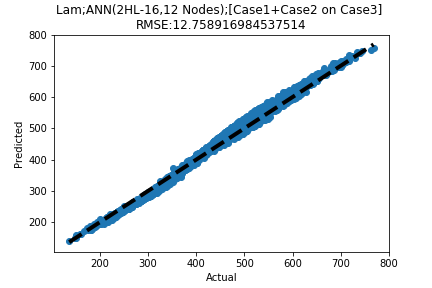 Lam;ANN(2HL-16,12 Nodes);[Case1+Case2 on Case3]
RMSE:12.758916984537514
800
700
600
500
400
300
200
Predicted
200 300 400 500 600 700 800
Actual